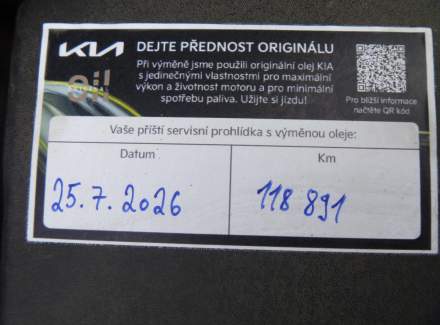 KIA
DEJTE PŘEDNOST ORIGINÁLU
Při výměně jsme použili originální olej KIA
s jedinečnými vlastnostmi pro maximální
výkon a životnost motoru a pro minimální
spotřebu paliva. Užijte si jízdu!
Pro bližší informace
načtěte QR kód
Vaše příští servisní prohlídka s výměnou oleje:
Datum
Km
25.7.2026
118 891